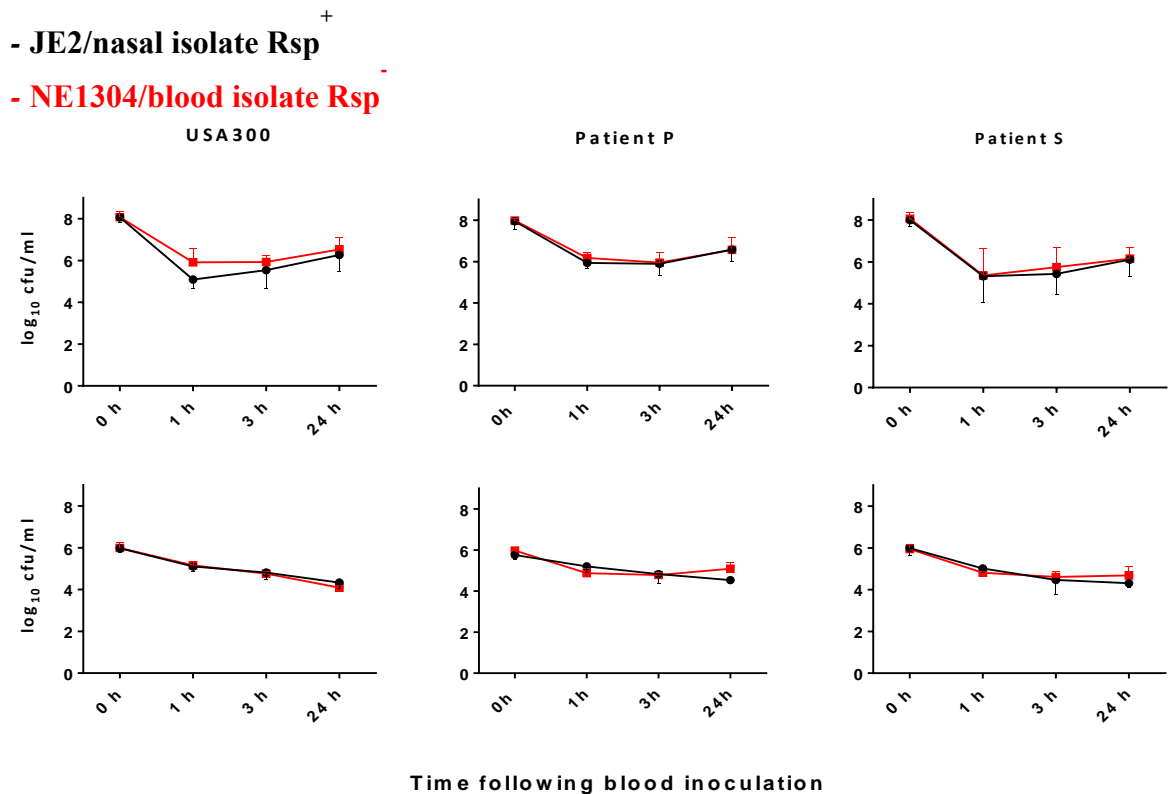 - JE2/nasal isolate Rsp+
- NE1304/blood isolate Rsp-
USA300
Patient P
Patient S
log10 cfu/ml
8
6
4
2
0
0 h
1 h
3 h
24 h
8
6
4
2
0
0h
1h
3h
24h
8
6
4
2
0
0 h
1 h
3 h
24 h
log10 cfu/ml
8
6
4
2
0
0 h
1 h
3 h
24 h
8
6
4
2
0
0h
1h
3h
24h
8
6
4
2
0
0 h
1 h
3 h
24 h
Time following blood inoculation